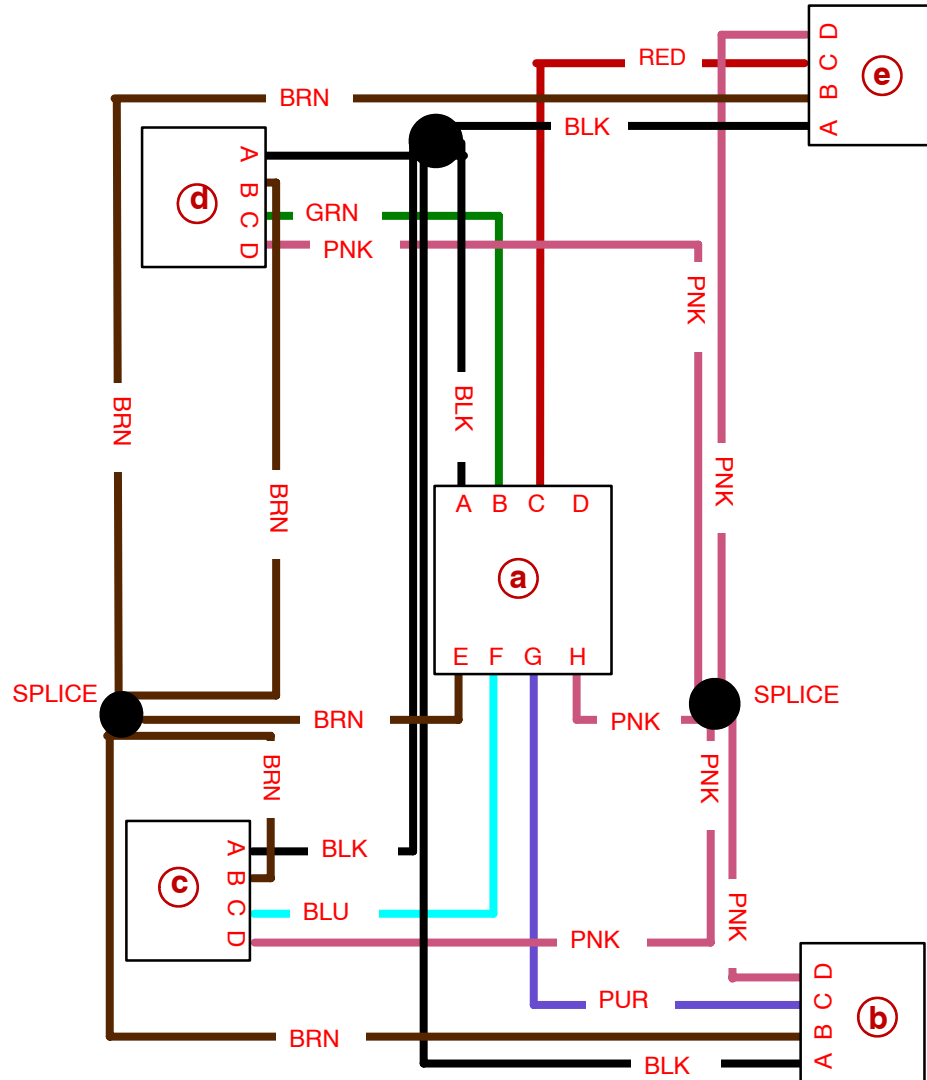 D
RED
C
e
BRN
B
BLK
A
A
B
d
C
GRN
D
PNK
PNK
BRN
BLK
PNK
BRN
A B C D
a
E F G H
SPLICE
SPLICE
BRN
PNK
BRN
PNK
A
BLK
B
c
C
BLU
D
PNK
PNK
D
C
PUR
b
B
BRN
A
BLK